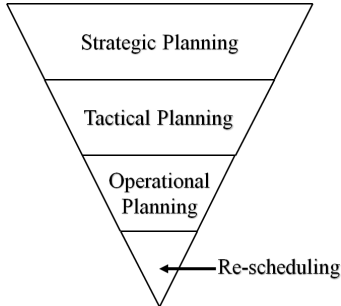 Strategic Planning
Tactical Planning
Operational
Planning
Re-scheduling